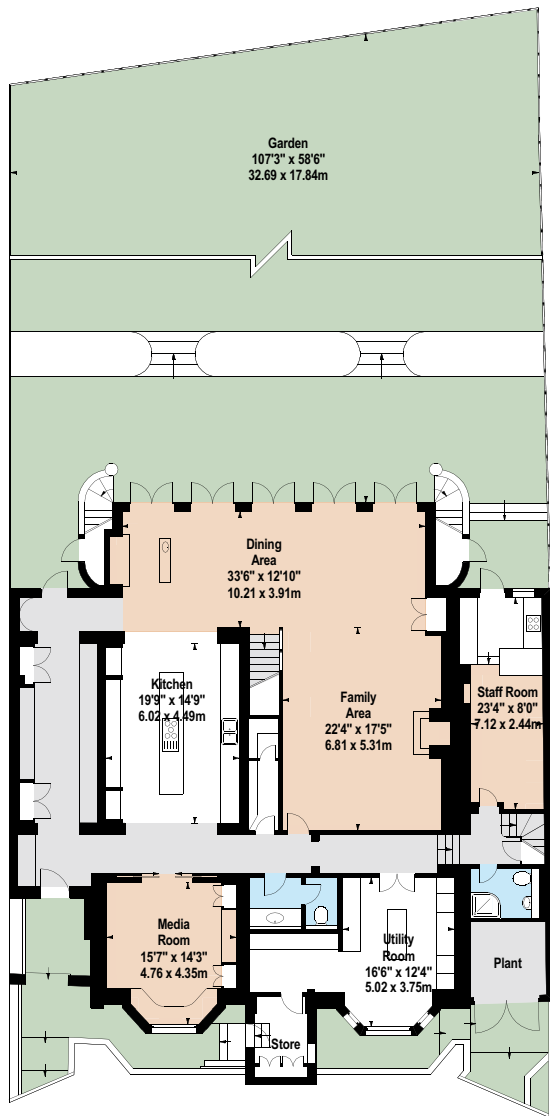 Garden
107'3" x 58'6"
32.69 x 17.84m
Dining
Area
33'6" x 12'10"
10.21 x 3.91m
Kitchen
19'9" x 14'9"
6.02 x 4.49m
Family
Area
22'4" x 17'5"
6.81 x 5.31m
Staff Room
23'4" x 8'0"
7.12 x 2.44m
Media
Room
15'7" x 14'3"
4.76 x 4.35m
Utility
Room
16'6" x 12'4"
5.02 x 3.75m
Plant
Store